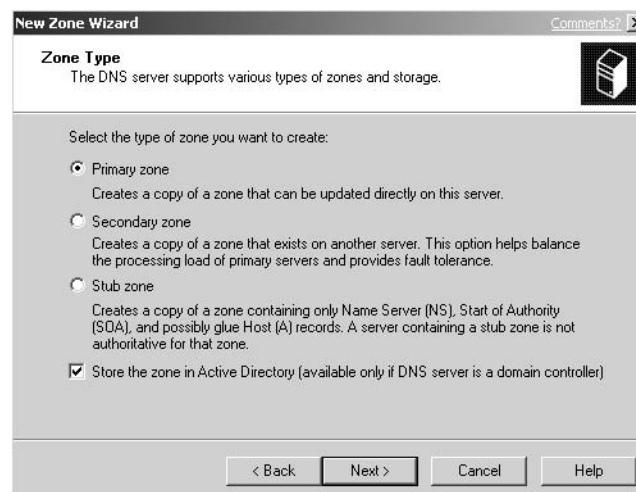 New Zone Wizard Comments?
Zone Type
The DNS server supports various types of zones and storage.
Select the type of zone you want to create:
Primary zone
Creates a copy of a zone that can be updated directly on this server.
Secondary zone
Creates a copy of a zone that exists on another server. This option helps balance
the processing load of primary servers and provides fault tolerance.
Stub zone
Creates a copy of a zone containing only Name Server (NS), Start of Authority
(SOA), and possibly glue Host (A) records. A server containing a stub zone is not
authoritative for that zone.
Store the zone in Active Directory (available only if DNS server is a domain controller)
< Back Next > Cancel Help